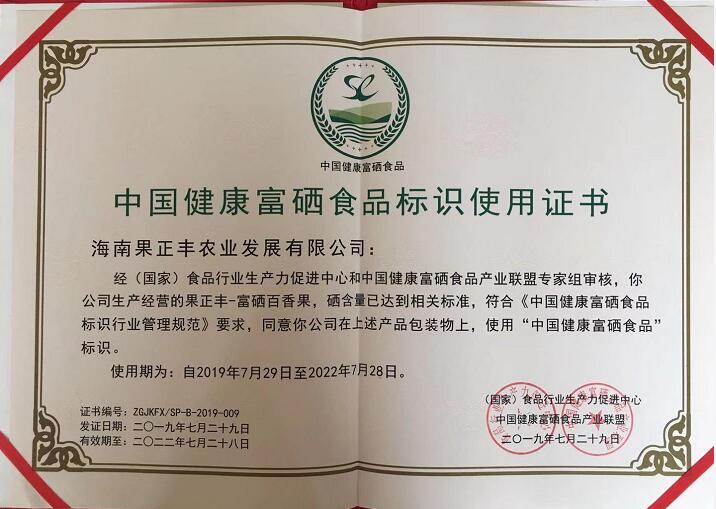 中国健康富硒食品
中国健康富硒食品标识使用证书
海南果正丰农业发展有限公司：
经（国家）食品行业生产力促进中心和中国健康富硒食品产业联盟专家组审核，你
公司生产经营的果正丰-富硒百香果，硒含量已达到相关标准，符合《中国健康富硒食品
标识行业管理规范》要求，同意你公司在上述产品包装物上，使用“中国健康富硒食品”
标识。
使用期为：自2019年7月29日至2022年7月28日。
证书编号：ZGJKFX/SP-B-2019-009
发证日期：二〇一九年七月二十九日
有效期至：二〇二二年七月二十八日
（国家）食品行业生产力促进中心
中国健康富硒食品产业联盟
二〇一九年七月二十九日